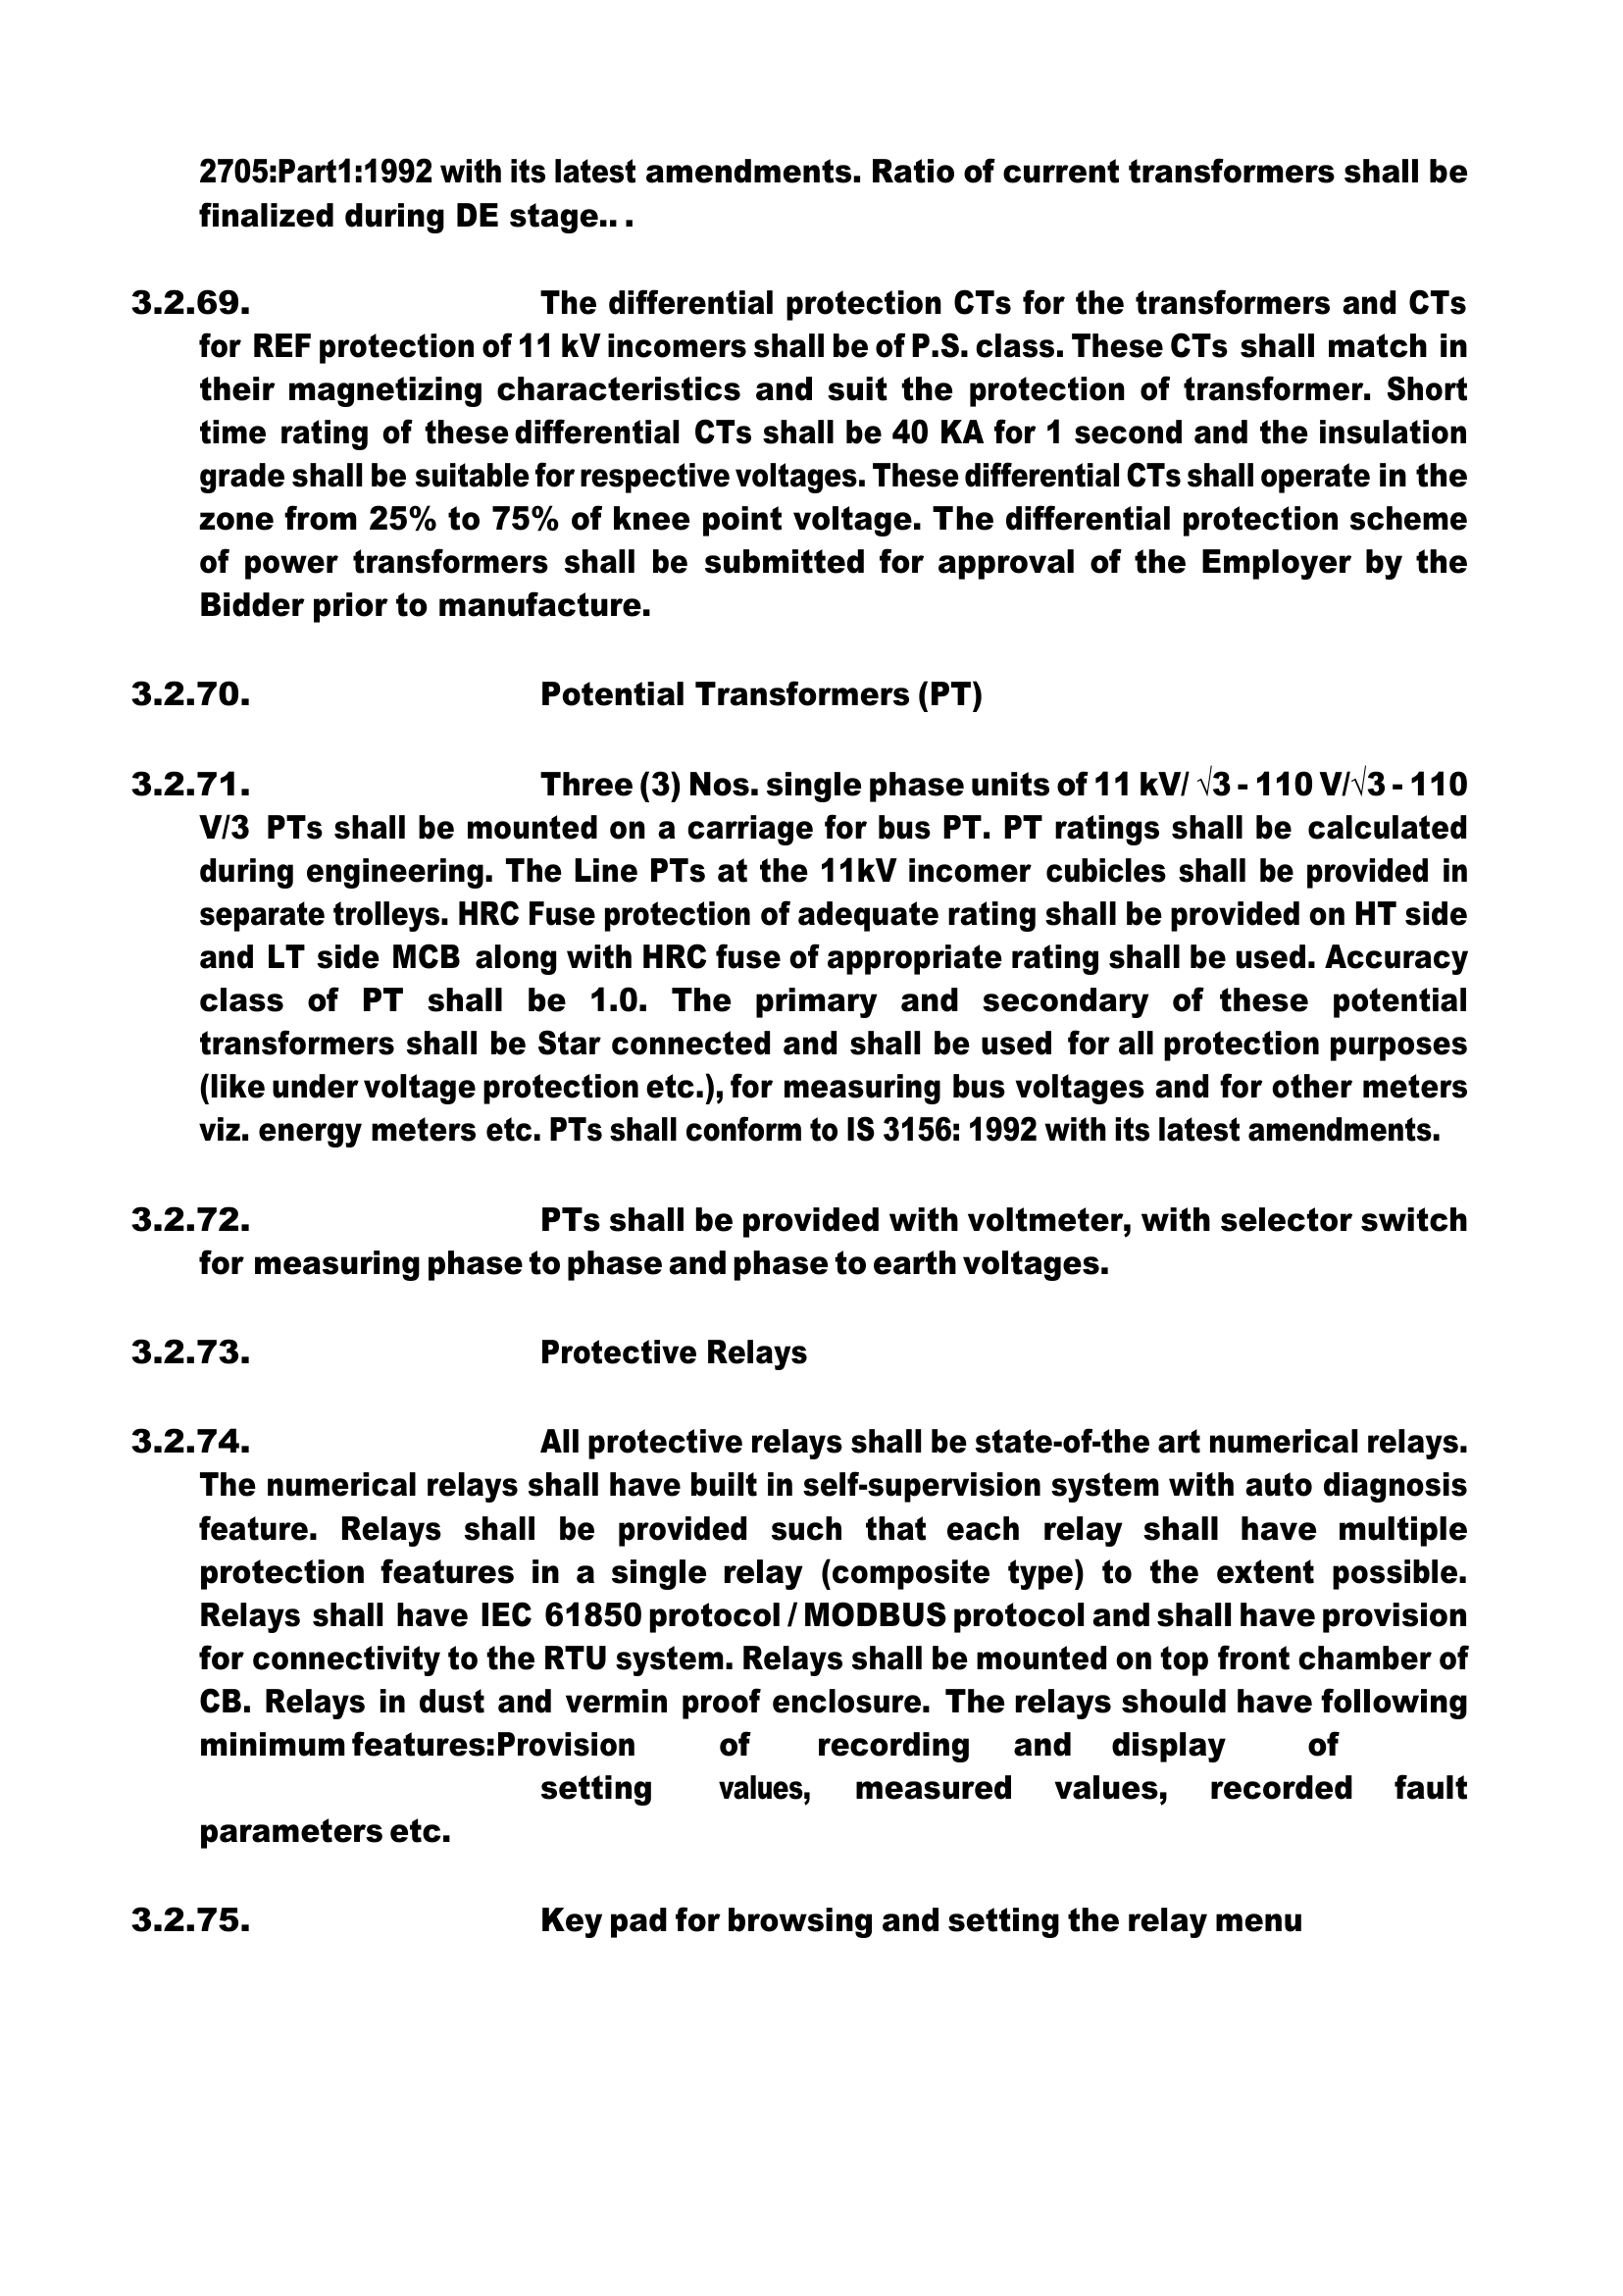 2705:Part1:1992 with its latest amendments. Ratio of current transformers shall be
finalized during DE stage.. .
3.2.69. The differential protection CTs for the transformers and CTs
for REF protection of 11 kV incomers shall be of P.S. class. These CTs shall match in
their magnetizing characteristics and suit the protection of transformer. Short
time rating of these differential CTs shall be 40 KA for 1 second and the insulation
grade shall be suitable for respective voltages. These differential CTs shall operate in the
zone from 25% to 75% of knee point voltage. The differential protection scheme
of power transformers shall be submitted for approval of the Employer by the
Bidder prior to manufacture.
3.2.70. Potential Transformers (PT)
3.2.71. Three (3) Nos. single phase units of 11 kV/ √3 - 110 V/√3 - 110
V/3 PTs shall be mounted on a carriage for bus PT. PT ratings shall be calculated
during engineering. The Line PTs at the 11kV incomer cubicles shall be provided in
separate trolleys. HRC Fuse protection of adequate rating shall be provided on HT side
and LT side MCB along with HRC fuse of appropriate rating shall be used. Accuracy
class of PT shall be 1.0. The primary and secondary of these potential
transformers shall be Star connected and shall be used for all protection purposes
(like under voltage protection etc.), for measuring bus voltages and for other meters
viz. energy meters etc. PTs shall conform to IS 3156: 1992 with its latest amendments.
3.2.72. PTs shall be provided with voltmeter, with selector switch
for measuring phase to phase and phase to earth voltages.
3.2.73. Protective Relays
3.2.74. All protective relays shall be state-of-the art numerical relays.
The numerical relays shall have built in self-supervision system with auto diagnosis
feature. Relays shall be provided such that each relay shall have multiple
protection features in a single relay (composite type) to the extent possible.
Relays shall have IEC 61850 protocol / MODBUS protocol and shall have provision
for connectivity to the RTU system. Relays shall be mounted on top front chamber of
CB. Relays in dust and vermin proof enclosure. The relays should have following
minimum features:Provision of recording and display of
setting values, measured values, recorded fault
parameters etc.
3.2.75. Key pad for browsing and setting the relay menu